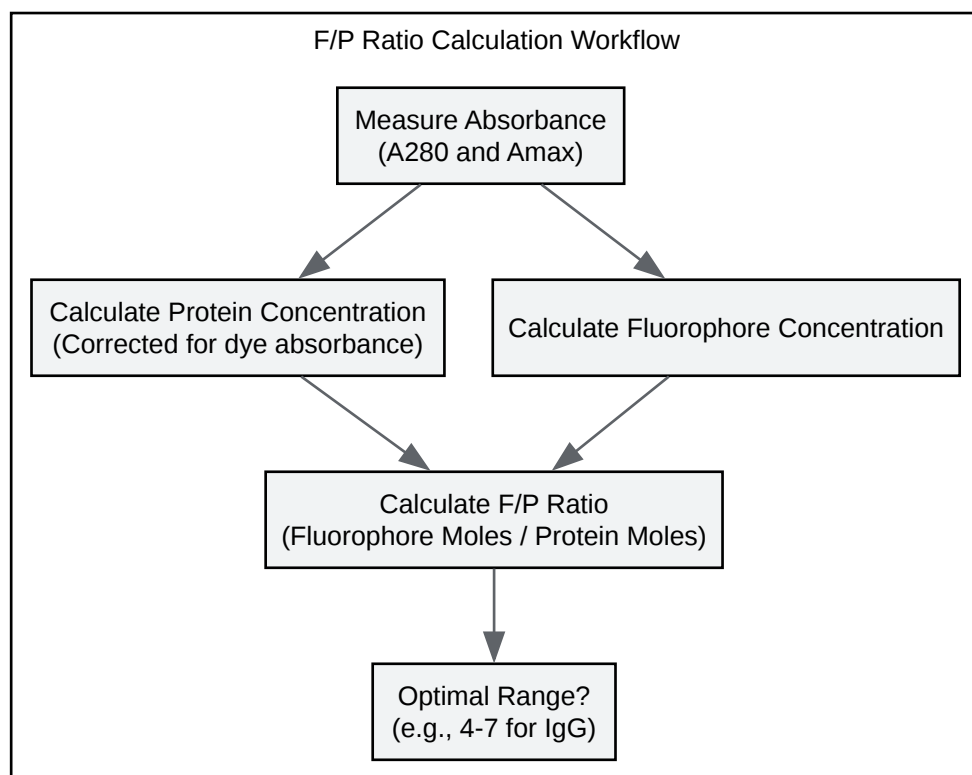 F/P Ratio Calculation Workflow
Measure Absorbance
(A280 and Amax)
Calculate Protein Concentration
(Corrected for dye absorbance)
Calculate Fluorophore Concentration
Calculate F/P Ratio
(Fluorophore Moles / Protein Moles)
Optimal Range?
(e.g., 4-7 for IgG)